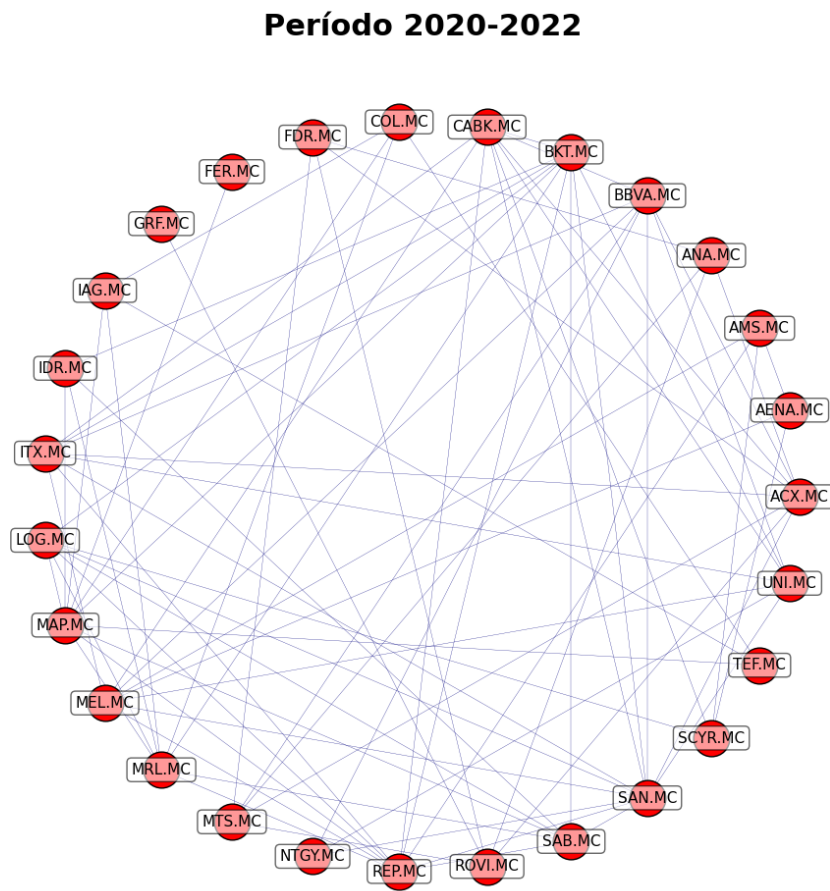 Período 2020-2022
COL.MC
CABK.MC
FDR.MC
BKT.MC
FER.MC
BBVA.MC
GRF.MC
ANA.MC
IAG.MC
AMS.MC
IDR.MC
AENA.MC
ITX.MC
ACX.MC
LOG.MC
UNI.MC
MAP.MC
TEF.MC
MEL.MC
SCYR.MC
MRL.MC
SAN.MC
MTS.MC
SAB.MC
NTGY.MC
ROVI.MC
REP.MC